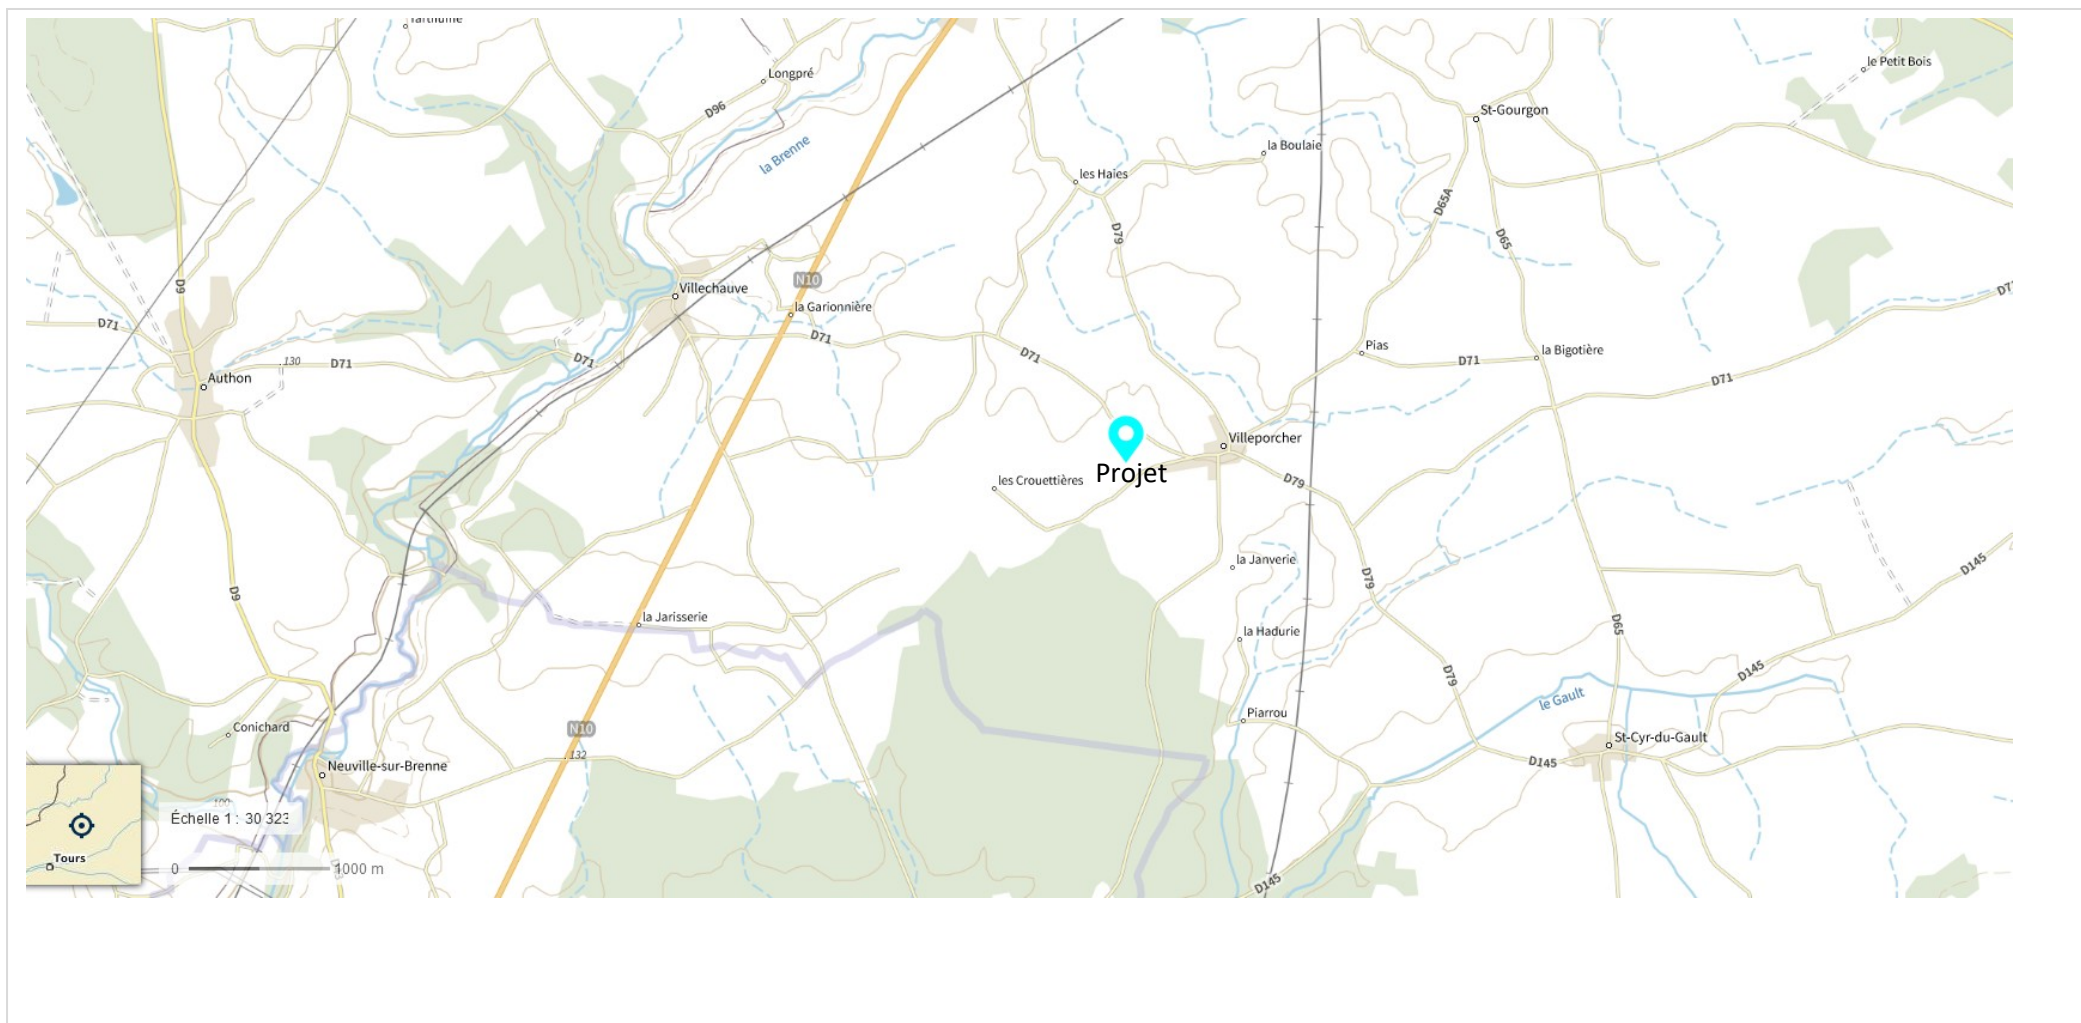 Longpré
le Petit Bois
D96
St-Gourgon
la Brenne
la Boulaie
les Haies
D65A
D79
D65
N10
D9
Villechauve
la Garionnière
D71
D71
D71
Pias
la Bigotière
D71
D71
130
D71
D71
Authon
D71
Villeporcher
Projet
les Crouettières
D79
la Janverie
D145
D79
D9
la Jarisserie
la Hadurie
D65
D79
D145
le Gault
Piarrou
Conichard
N10
St-Cyr-du-Gault
132
D145
Neuville-sur-Brenne
100
Échelle 1 : 30 323
Tours
0
1000 m
D145